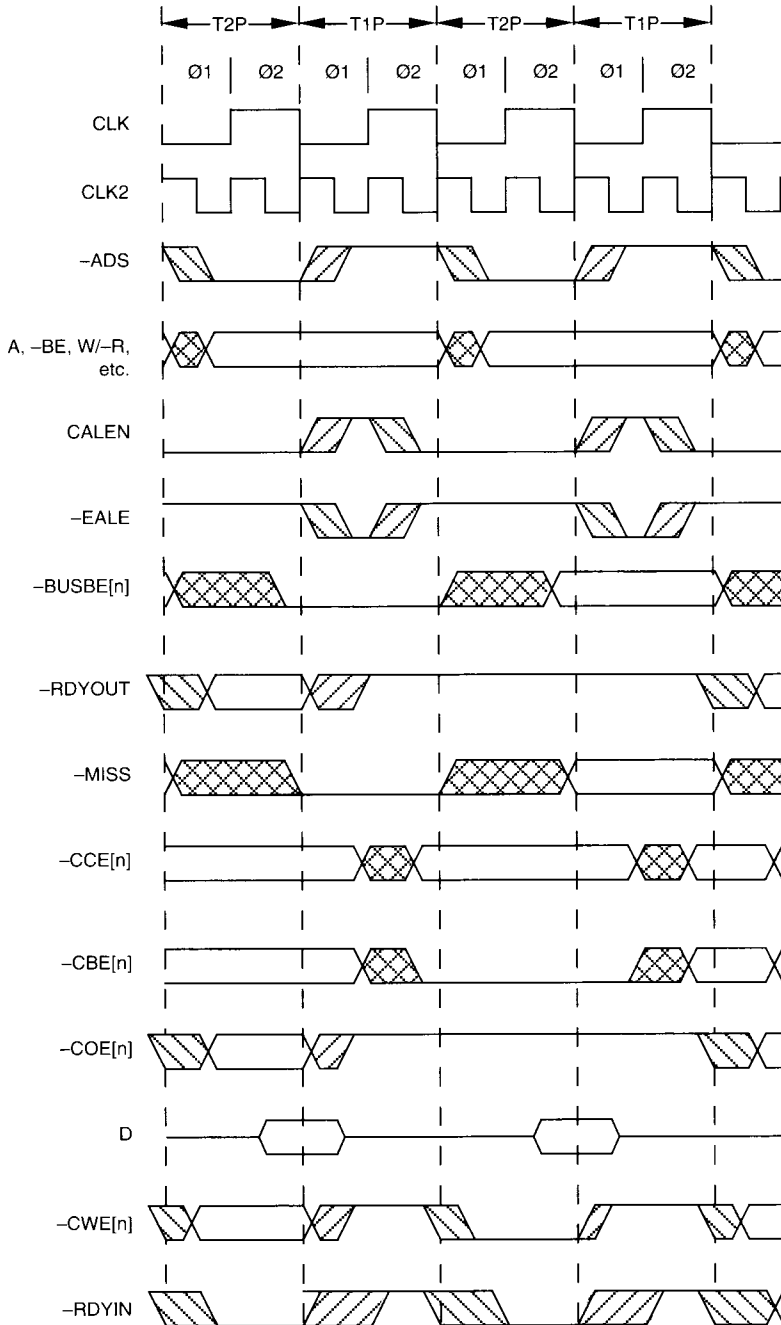 T2P T1P T2P T1P
Ø1 Ø2 Ø1 Ø2 Ø1 Ø2 Ø1 Ø2
CLK
CLK2
–ADS
A, –BE, W/–R,
etc.
CALEN
–EALE
–BUSBE[n]
–RDYOUT
–MISS
–CCE[n]
–CBE[n]
–COE[n]
D
–CWE[n]
–RDYIN